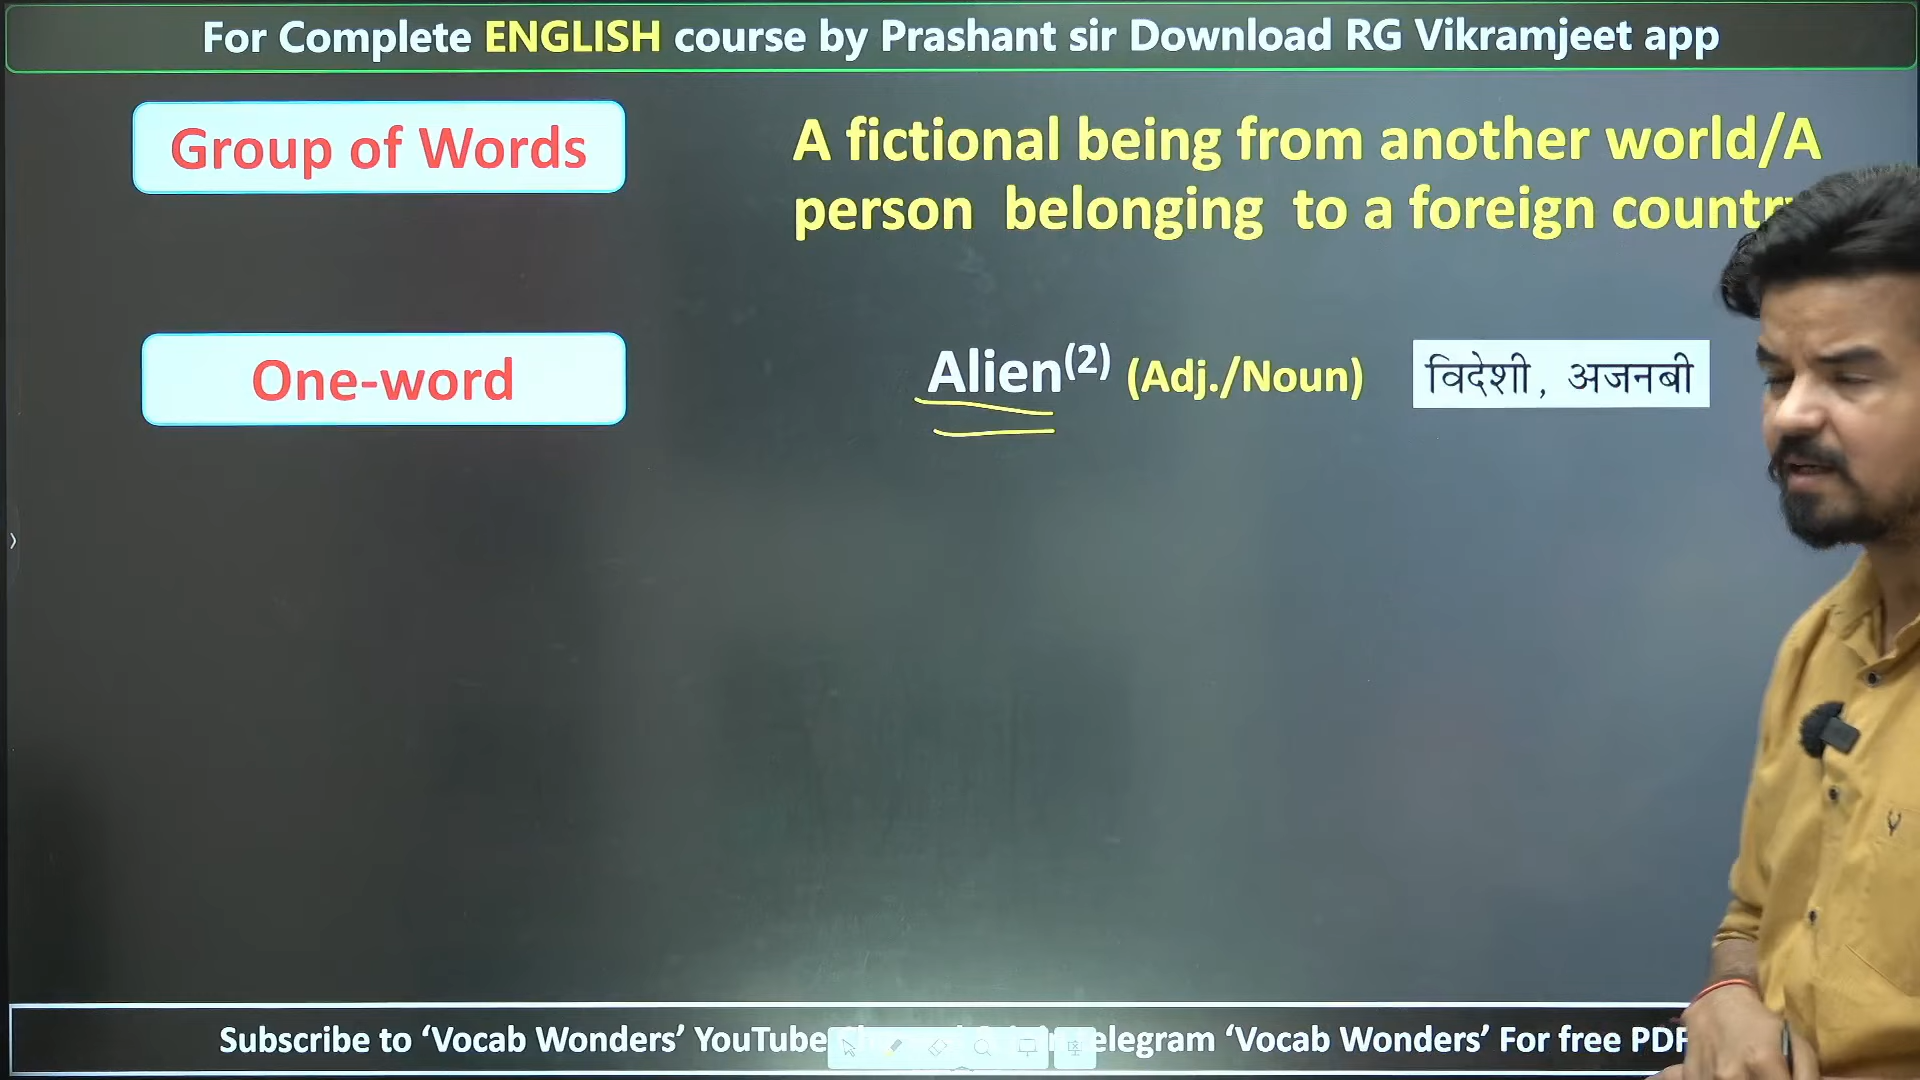 For Complete ENGLISH course by Prashant sir Download RG Vikramjeet app
Group of Words
A fictional being from another world/A
person belonging to a foreign
One-word
Alien(2) (Adj./Noun) विदेशी, अजनबी
Subscribe to ‘Vocab Wonders’ YouTube ‘Vocab Wonders’ For free PDF